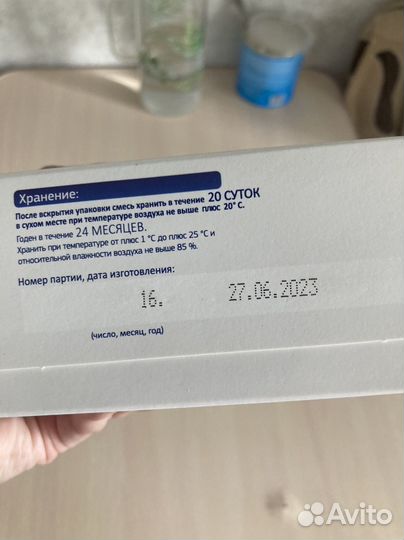 Хранение:
После вскрытия упаковки смесь хранить в течение 20 СУТОК
в сухом месте при температуре воздуха не выше плюс 20°С.
Годен в течение 24 МЕСЯЦЕВ.
Хранить при температуре от плюс 1 °С до плюс 25 °С и
относительной влажности воздуха не выше 85 %.
Номер партии, дата изготовления:
16. 27.06.2023
(число, месяц, год)
Avito